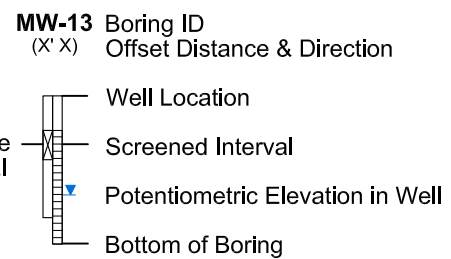 MW-13 Boring ID
(X' X) Offset Distance & Direction
Well Location
Screened Interval
Potentiometric Elevation in Well
Bottom of Boring